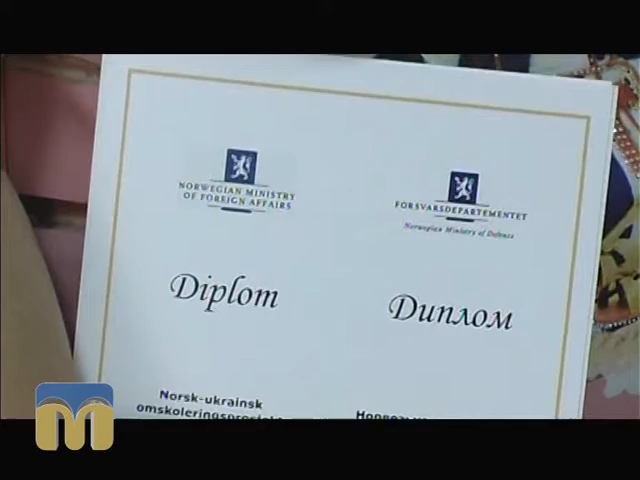 NORWEGIAN MINISTRY
OF FOREIGN AFFAIRS
FORSVARSDEPARTEMENTET
Norwegian Ministry of Defence
Diplom
Диплом
Norsk-ukrainsk
M